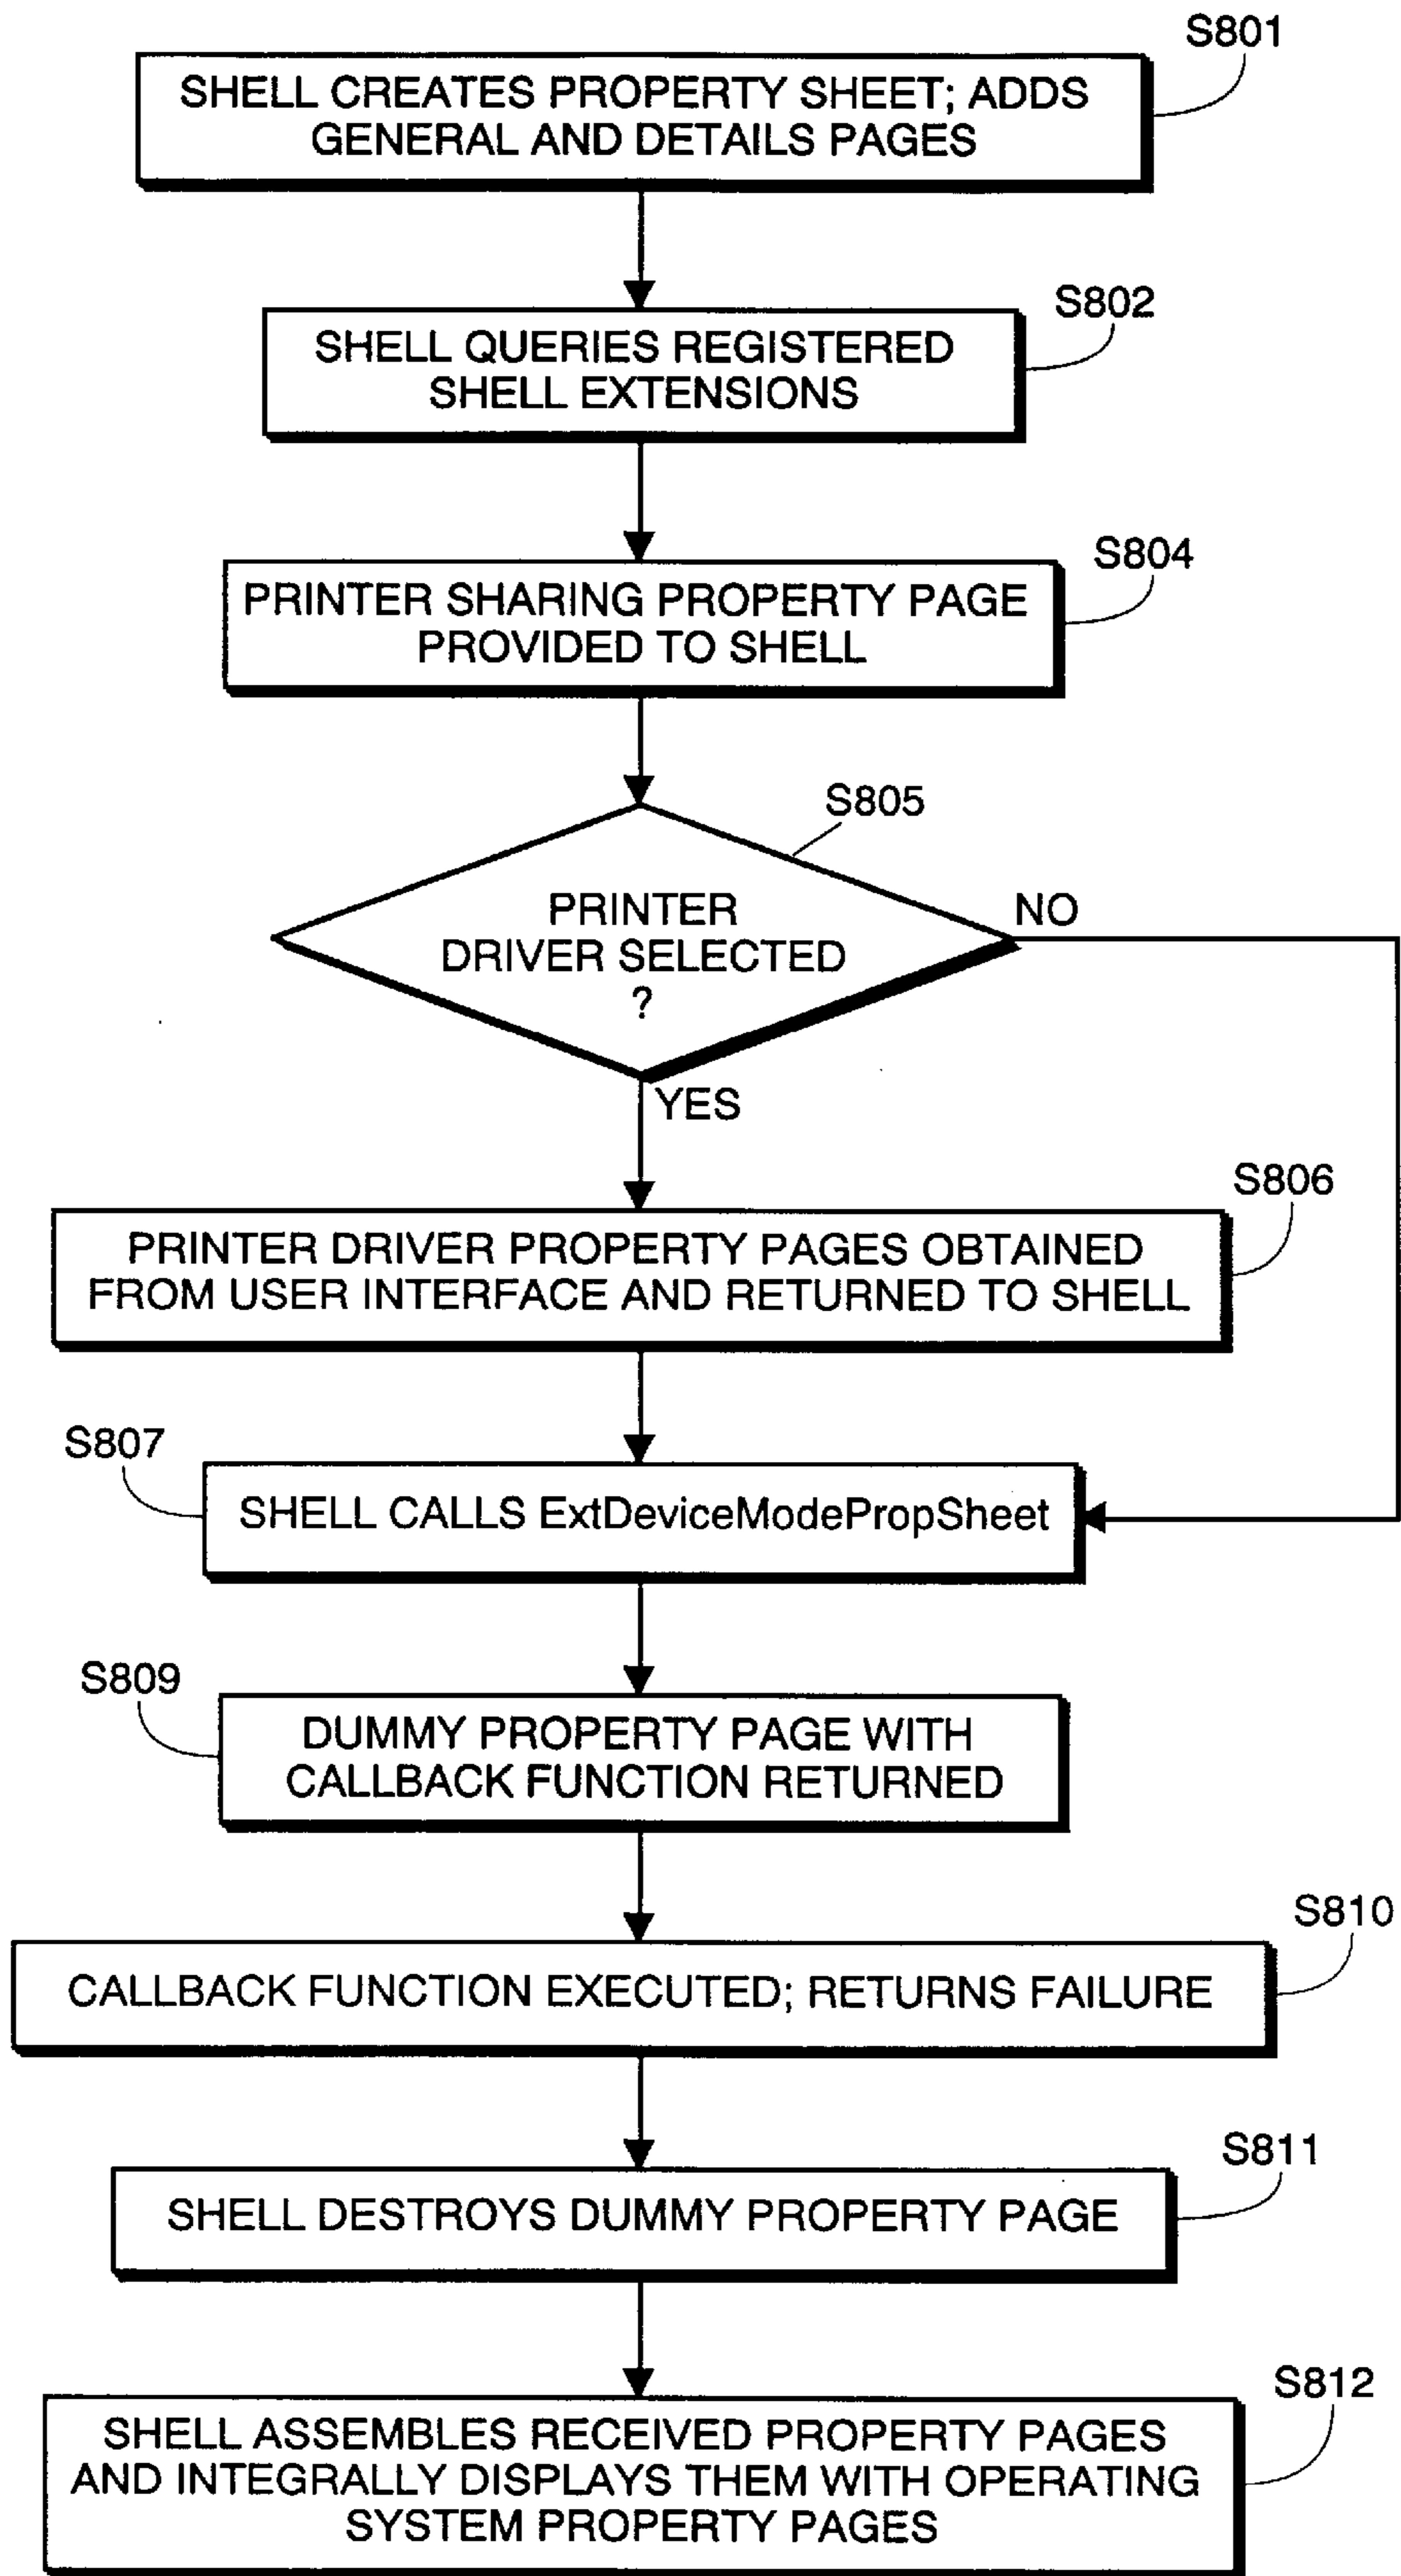 S801
SHELL CREATES PROPERTY SHEET; ADDS
GENERAL AND DETAILS PAGES
S802
SHELL QUERIES REGISTERED
SHELL EXTENSIONS
S804
PRINTER SHARING PROPERTY PAGE
PROVIDED TO SHELL
S805
PRINTER
DRIVER SELECTED
?
NO
YES
S806
PRINTER DRIVER PROPERTY PAGES OBTAINED
FROM USER INTERFACE AND RETURNED TO SHELL
S807
SHELL CALLS ExtDeviceModePropSheet
S809
DUMMY PROPERTY PAGE WITH
CALLBACK FUNCTION RETURNED
S810
CALLBACK FUNCTION EXECUTED; RETURNS FAILURE
S811
SHELL DESTROYS DUMMY PROPERTY PAGE
S812
SHELL ASSEMBLES RECEIVED PROPERTY PAGES
AND INTEGRALLY DISPLAYS THEM WITH OPERATING
SYSTEM PROPERTY PAGES